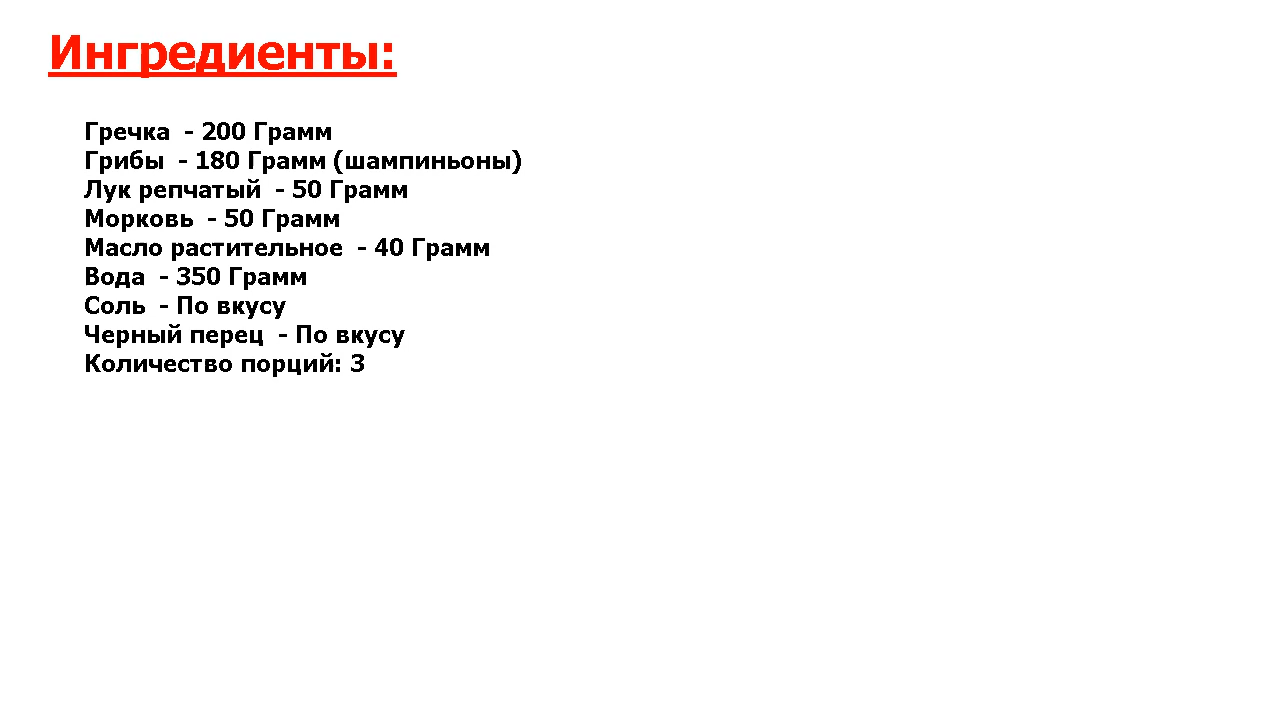 Ингредиенты:
Гречка - 200 Грамм
Грибы - 180 Грамм (шампиньоны)
Лук репчатый - 50 Грамм
Морковь - 50 Грамм
Масло растительное - 40 Грамм
Вода - 350 Грамм
Соль - По вкусу
Черный перец - По вкусу
Количество порций: 3